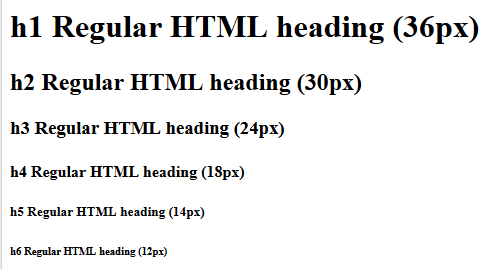 h1 Regular HTML heading (36px)
h2 Regular HTML heading (30px)
h3 Regular HTML heading (24px)
h4 Regular HTML heading (18px)
h5 Regular HTML heading (14px)
h6 Regular HTML heading (12px)